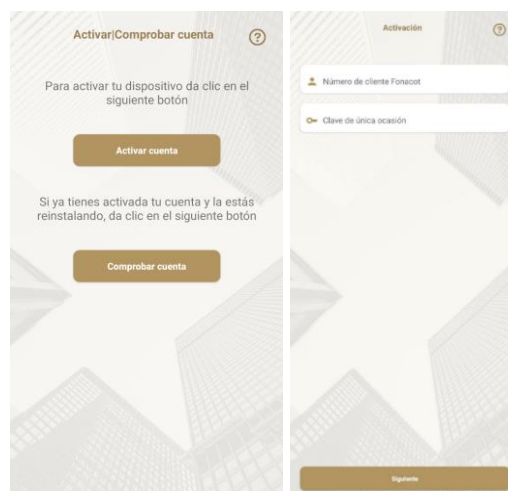 Activar|Comprobar cuenta
?
Para activar tu dispositivo da clic en el
siguiente botón
Activar cuenta
Si ya tienes activada tu cuenta y la estás
reinstalando, da clic en el siguiente botón
Comprobar cuenta
Activación
?
Número de cliente Fonacot
Clave de única ocasión
Siguiente